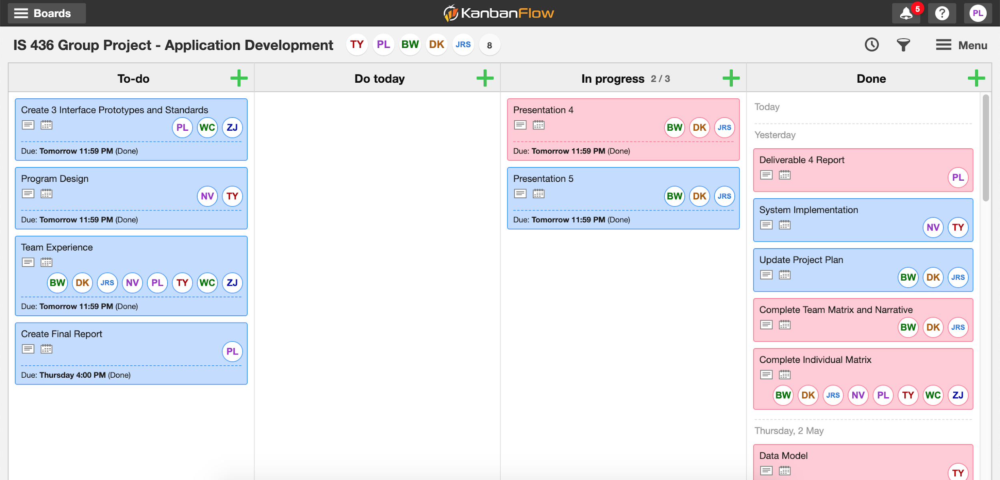 Boards
KanbanFlow
5
?
PL
IS 436 Group Project - Application Development
TY PL BW DK JRS 8
Menu
To-do
Create 3 Interface Prototypes and Standards
PL WC ZJ
Due: Tomorrow 11:59 PM (Done)
Program Design
NV TY
Due: Tomorrow 11:59 PM (Done)
Team Experience
BW DK JRS NV PL TY WC ZJ
Due: Tomorrow 11:59 PM (Done)
Create Final Report
PL
Due: Thursday 4:00 PM (Done)
Do today
In progress 2 / 3
Presentation 4
BW DK JRS
Due: Tomorrow 11:59 PM (Done)
Presentation 5
BW DK JRS
Due: Tomorrow 11:59 PM (Done)
Done
Today
Yesterday
Deliverable 4 Report
PL
System Implementation
NV TY
Update Project Plan
BW DK JRS
Complete Team Matrix and Narrative
BW DK JRS
Complete Individual Matrix
BW DK JRS NV PL TY WC ZJ
Thursday, 2 May
Data Model
TY